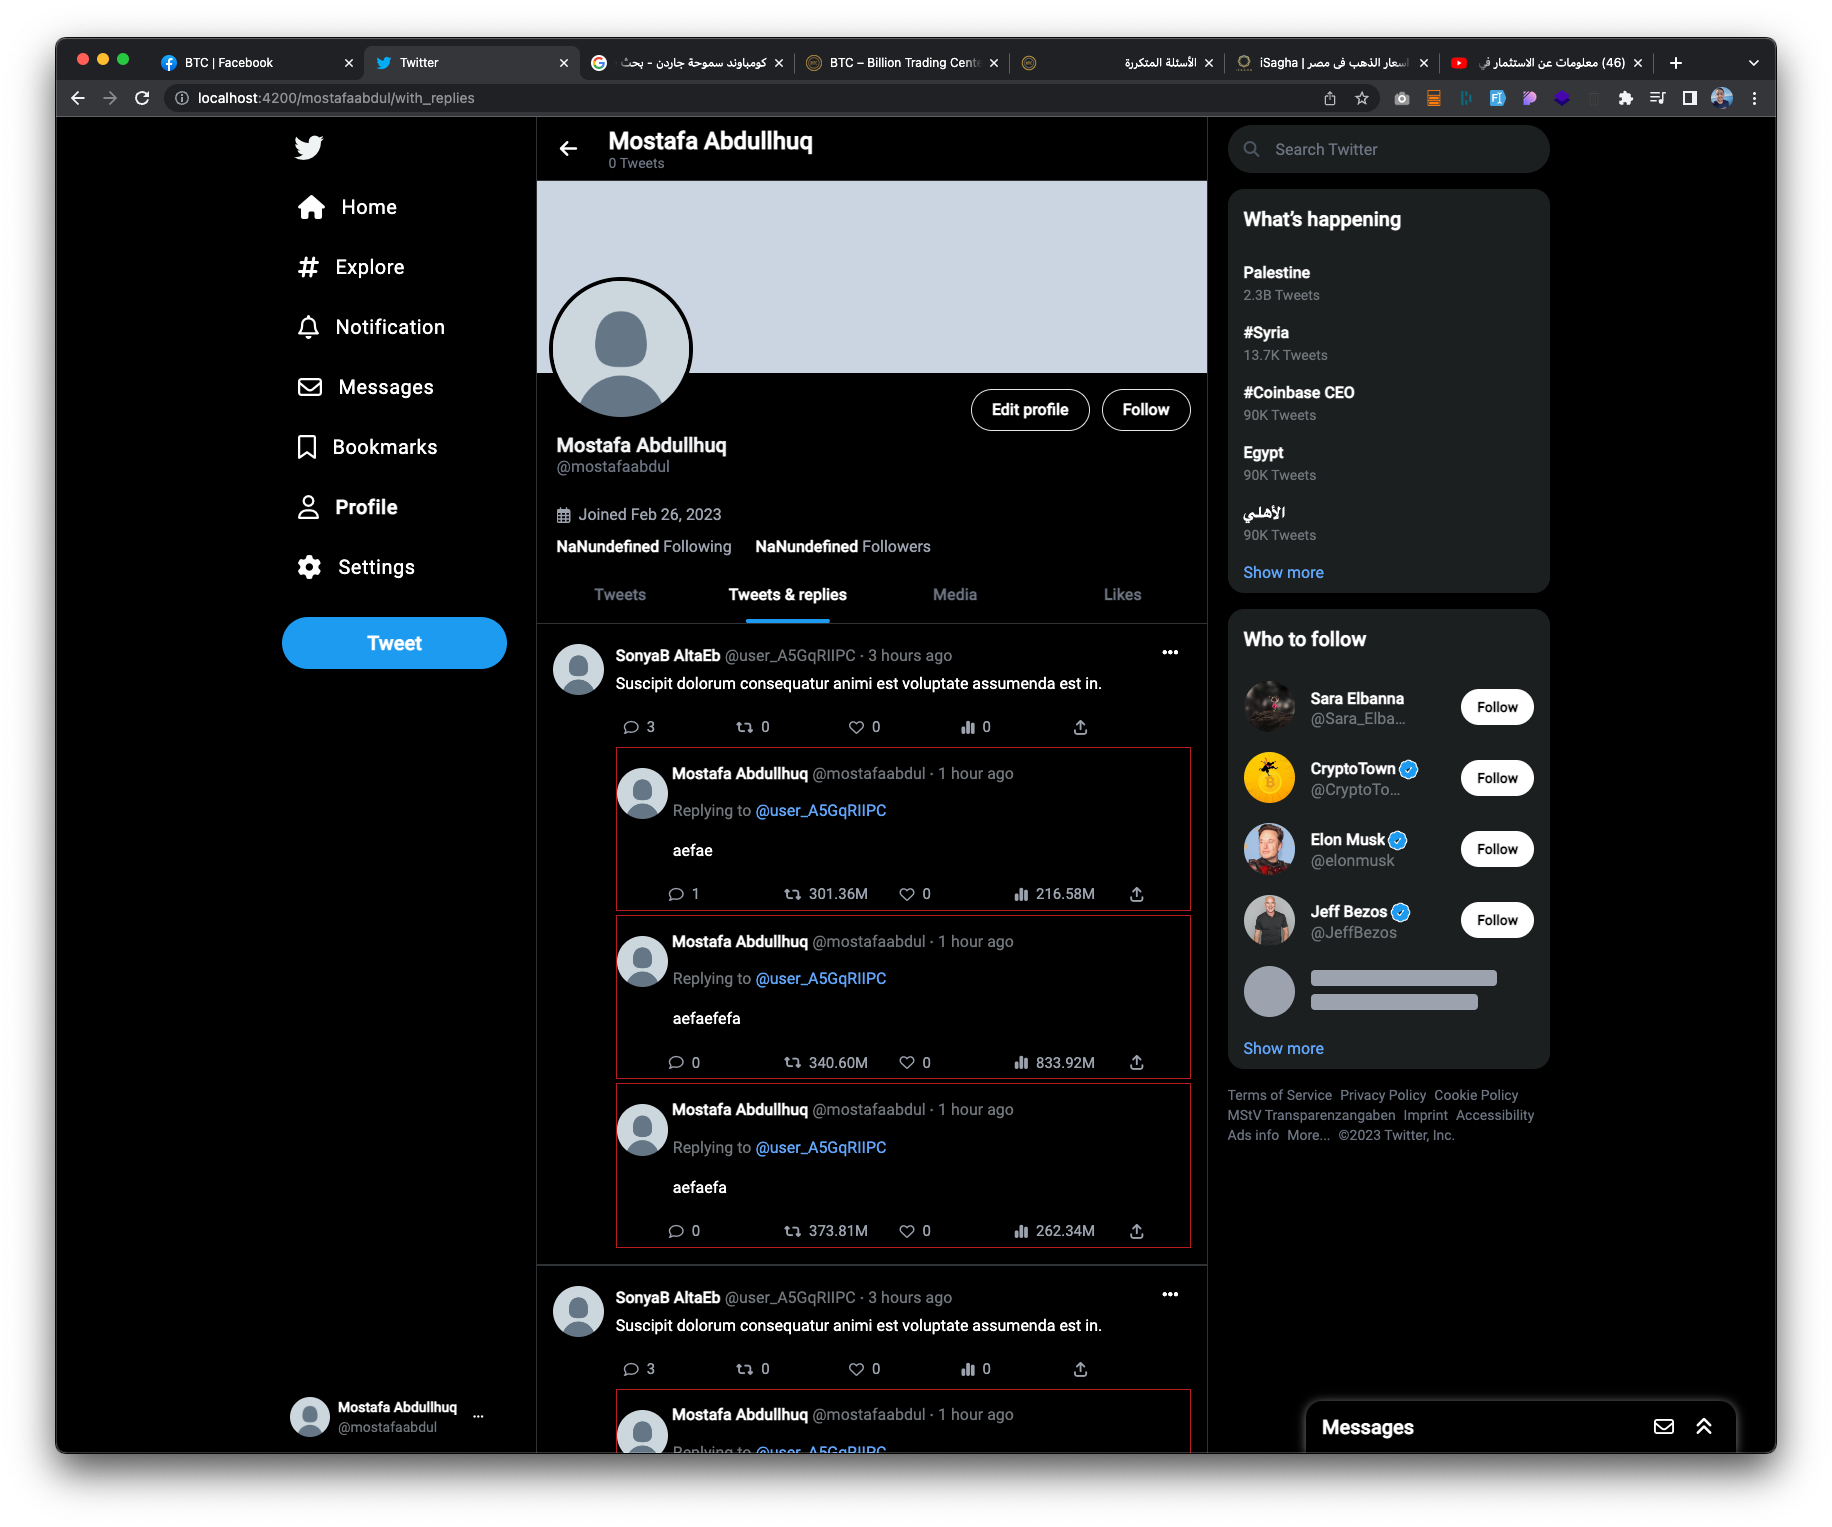 BTC | Facebook
Twitter
كومباوند سموحة جاردن - بحث
BTC – Billion Trading Cente
الأسئلة المتكررة
iSagha | اسعار الذهب فى مصر
(46) معلومات عن الاستثمار في
localhost:4200/mostafaabdul/with_replies
Home
Explore
Notification
Messages
Bookmarks
Profile
Settings
Tweet
Mostafa Abdullhuq
@mostafaabdul
Mostafa Abdullhuq
0 Tweets
Edit profile
Follow
Mostafa Abdullhuq
@mostafaabdul
Joined Feb 26, 2023
NaNundefined Following NaNundefined Followers
Tweets Tweets & replies Media Likes
SonyaB AltaEb @user_A5GqRIIPC · 3 hours ago
Suscipit dolorum consequatur animi est voluptate assumenda est in.
3 0 0 0
Mostafa Abdullhuq @mostafaabdul · 1 hour ago
Replying to @user_A5GqRIIPC
aefae
1 301.36M 0 216.58M
Mostafa Abdullhuq @mostafaabdul · 1 hour ago
Replying to @user_A5GqRIIPC
aefaefefa
0 340.60M 0 833.92M
Mostafa Abdullhuq @mostafaabdul · 1 hour ago
Replying to @user_A5GqRIIPC
aefaefa
0 373.81M 0 262.34M
SonyaB AltaEb @user_A5GqRIIPC · 3 hours ago
Suscipit dolorum consequatur animi est voluptate assumenda est in.
3 0 0 0
Mostafa Abdullhuq @mostafaabdul · 1 hour ago
Replying to @user_A5GqRIIPC
Search Twitter
What's happening
Palestine
2.3B Tweets
#Syria
13.7K Tweets
#Coinbase CEO
90K Tweets
Egypt
90K Tweets
الأهلي
90K Tweets
Show more
Who to follow
Sara Elbanna
@Sara_Elba...
Follow
CryptoTown
@CryptoTo...
Follow
Elon Musk
@elonmusk
Follow
Jeff Bezos
@JeffBezos
Follow
Show more
Terms of Service Privacy Policy Cookie Policy
MStV Transparenzangaben Imprint Accessibility
Ads info More... ©2023 Twitter, Inc.
Messages